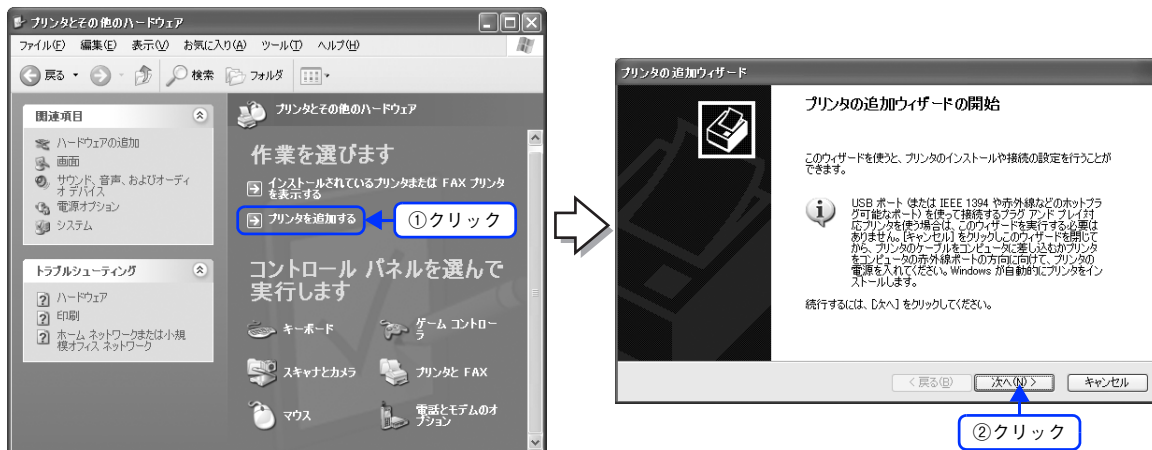 プリンタとその他のハードウェア
ファイル(F) 編集(E) 表示(V) お気に入り(A) ツール(T) ヘルプ(H)
戻る 検索 フォルダ
関連項目
ハードウェアの追加
画面
サウンド、音声、およびオーディ
オ デバイス
電源オプション
システム
トラブルシューティング
ハードウェア
印刷
ホーム ネットワークまたは小規
模オフィス ネットワーク
プリンタとその他のハードウェア
作業を選びます
インストールされているプリンタまたは FAX プリンタ
を表示する
プリンタを追加する
①クリック
コントロール パネルを選んで
実行します
キーボード
ゲーム コントロー
ラ
スキャナとカメラ
プリンタと FAX
マウス
電話とモデムのオ
プション
プリンタの追加ウィザード
プリンタの追加ウィザードの開始
このウィザードを使うと、プリンタのインストールや接続の設定を行うことが
できます。
USB ポート (または IEEE 1394 や赤外線などのホットプラ
グ可能なポート) を使って接続するプラグ アンド プレイ対
応プリンタを使う場合は、このウィザードを実行する必要は
ありません。[キャンセル] をクリックしこのウィザードを閉じて
から、プリンタのケーブルをコンピュータに差し込むかプリンタ
をコンピュータの赤外線ポートの方向に向けて、プリンタの
電源を入れてください。Windows が自動的にプリンタをイン
ストールします。
続行するには、[次へ] をクリックしてください。
< 戻る(B) 次へ(N) > キャンセル
②クリック